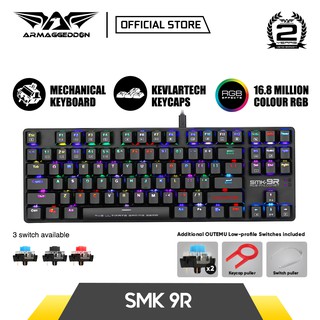 ARMAGGEDDON
OFFICIAL STORE
2
MECHANICAL
KEYBOARD
KEVLARTECH
KEYCAPS
RGB
EFFECTS
16.8 MILLION
COLOUR RGB
SMK-9R
3 switch available
Additional OUTEMU Low-profile Switches included
x2
Keycap puller
Switch puller
SMK 9R